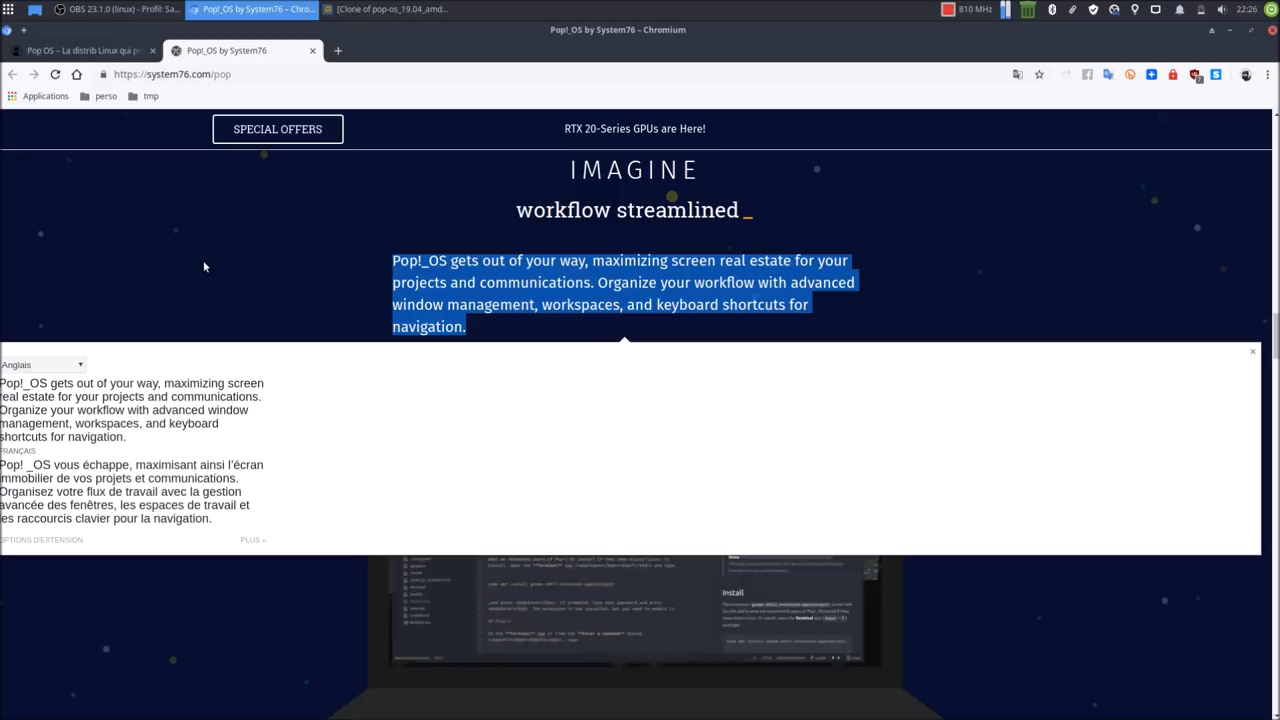 OBS 23.1.0 (linux) - Profil: Sa...
Pop!_OS by System76 – Chro...
[Clone of pop-os_19.04_amd...
810 MHz
22:26
Pop!_OS by System76 – Chromium
Pop OS – La distrib Linux qui pr
Pop!_OS by System76
https://system76.com/pop
Applications
perso
tmp
SPECIAL OFFERS
RTX 20-Series GPUs are Here!
IMAGINE
workflow streamlined _
Pop!_OS gets out of your way, maximizing screen real estate for your
projects and communications. Organize your workflow with advanced
window management, workspaces, and keyboard shortcuts for
navigation.
Anglais
Pop!_OS gets out of your way, maximizing screen
real estate for your projects and communications.
Organize your workflow with advanced window
management, workspaces, and keyboard
shortcuts for navigation.
FRANÇAIS
Pop! _OS vous échappe, maximisant ainsi l'écran
immobilier de vos projets et communications.
Organisez votre flux de travail avec la gestion
avancée des fenêtres, les espaces de travail et
les raccourcis clavier pour la navigation.
OPTIONS D'EXTENSION
PLUS »
Install